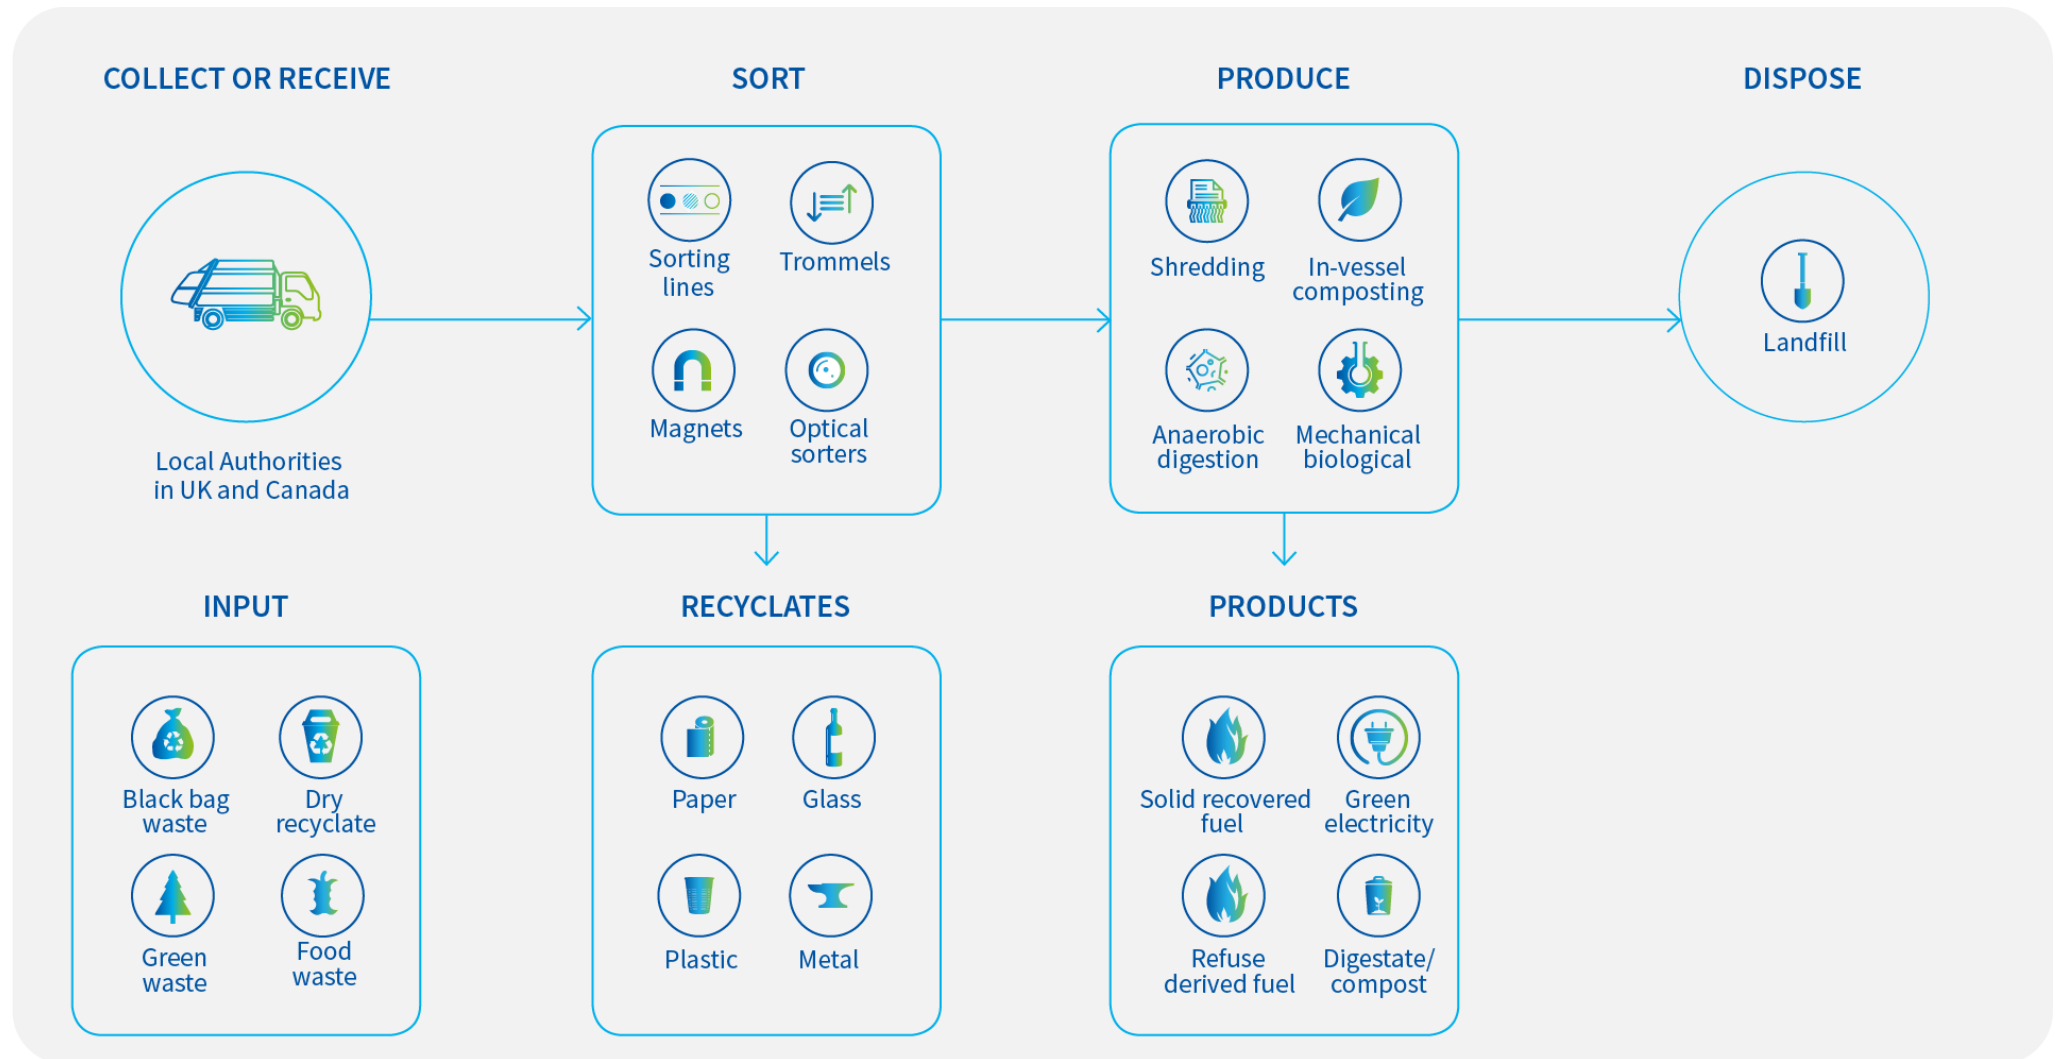 COLLECT OR RECEIVE
SORT
PRODUCE
DISPOSE
Local Authorities
in UK and Canada
Sorting
lines
Trommels
Magnets
Optical
sorters
Shredding
In-vessel
composting
Anaerobic
digestion
Mechanical
biological
Landfill
INPUT
RECYCLATES
PRODUCTS
Black bag
waste
Dry
recyclate
Green
waste
Food
waste
Paper
Glass
Plastic
Metal
Solid recovered
fuel
Green
electricity
Refuse
derived fuel
Digestate/
compost